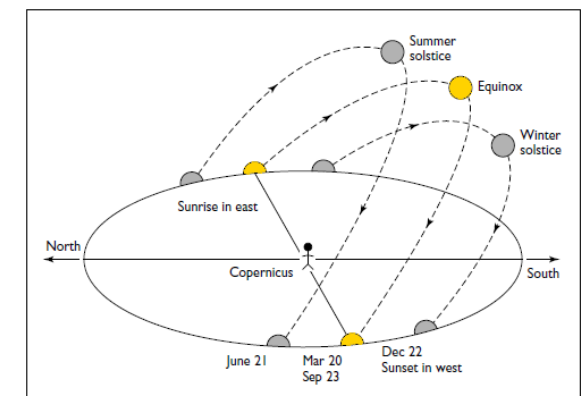 Summer
solstice
Equinox
Winter
solstice
Sunrise in east
North
Copernicus
South
June 21
Mar 20
Sep 23
Dec 22
Sunset in west